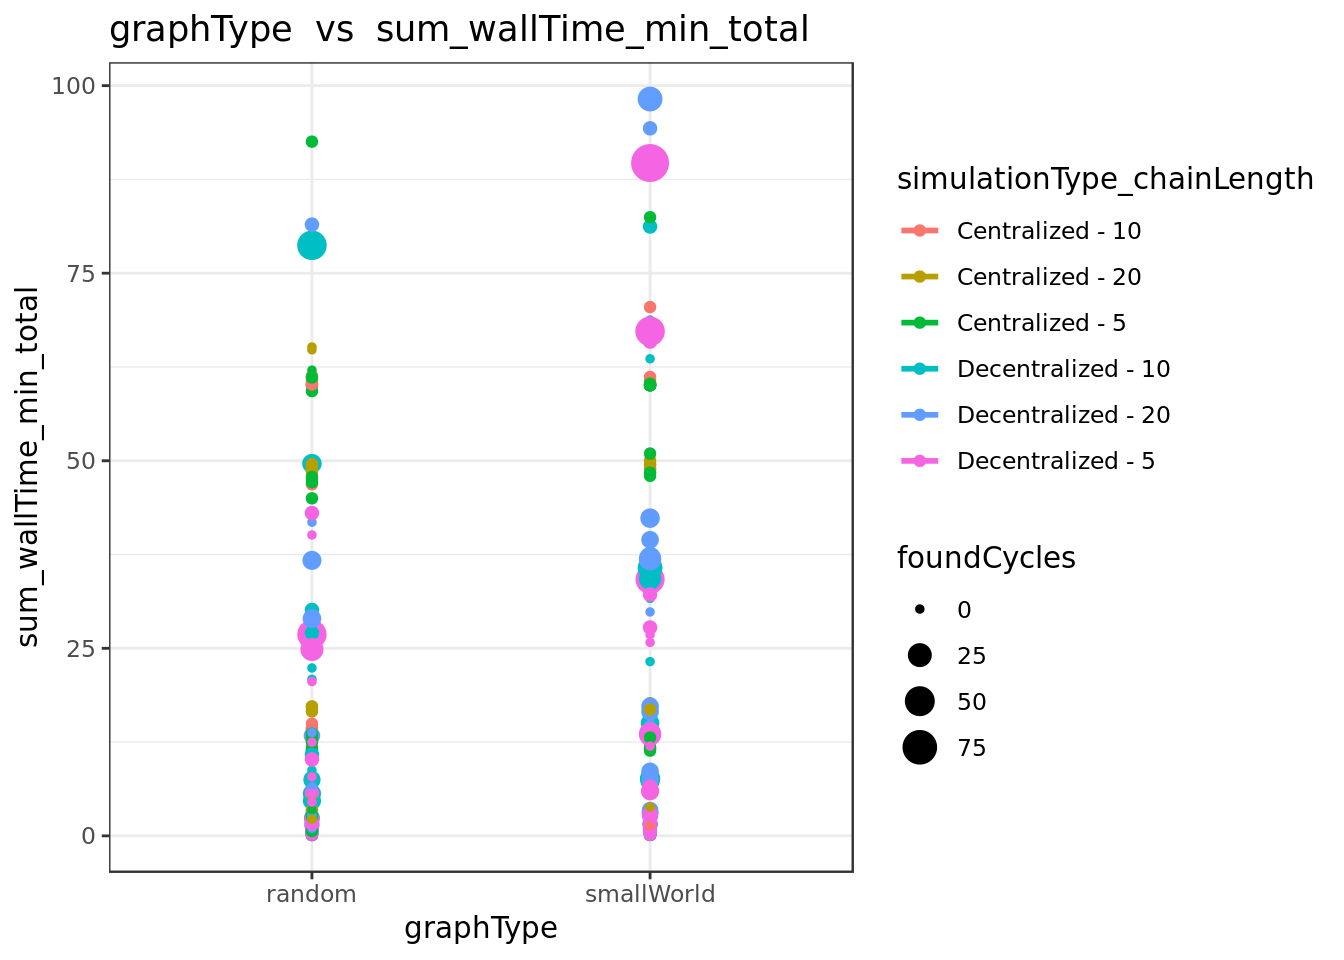 graphType  vs  sum_wallTime_min_total
sum_wallTime_min_total
100
75
50
25
0
random
smallWorld
graphType
simulationType_chainLength
Centralized - 10
Centralized - 20
Centralized - 5
Decentralized - 10
Decentralized - 20
Decentralized - 5
foundCycles
0
25
50
75